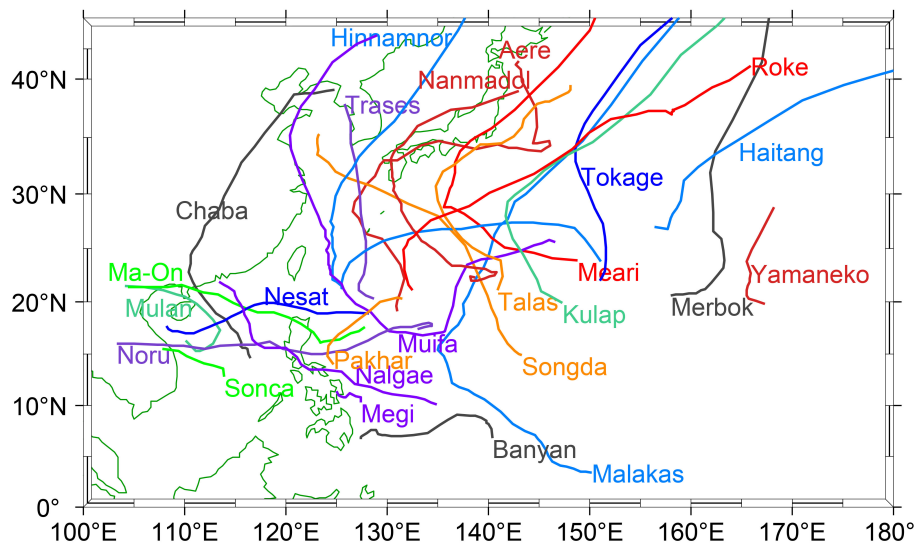 Hinnamnor
Aere
Roke
40°N
Nanmadol
Trases
Haitang
Tokage
30°N
Chaba
Ma-On
Meari
Yamaneko
Nesat
Talas
20°N
Mulan
Merbok
Kulap
Muifa
Noru
Pakhar
Songda
Nalgae
Sonca
10°N
Megi
Banyan
Malakas
0°
100°E 110°E 120°E 130°E 140°E 150°E 160°E 170°E 180°